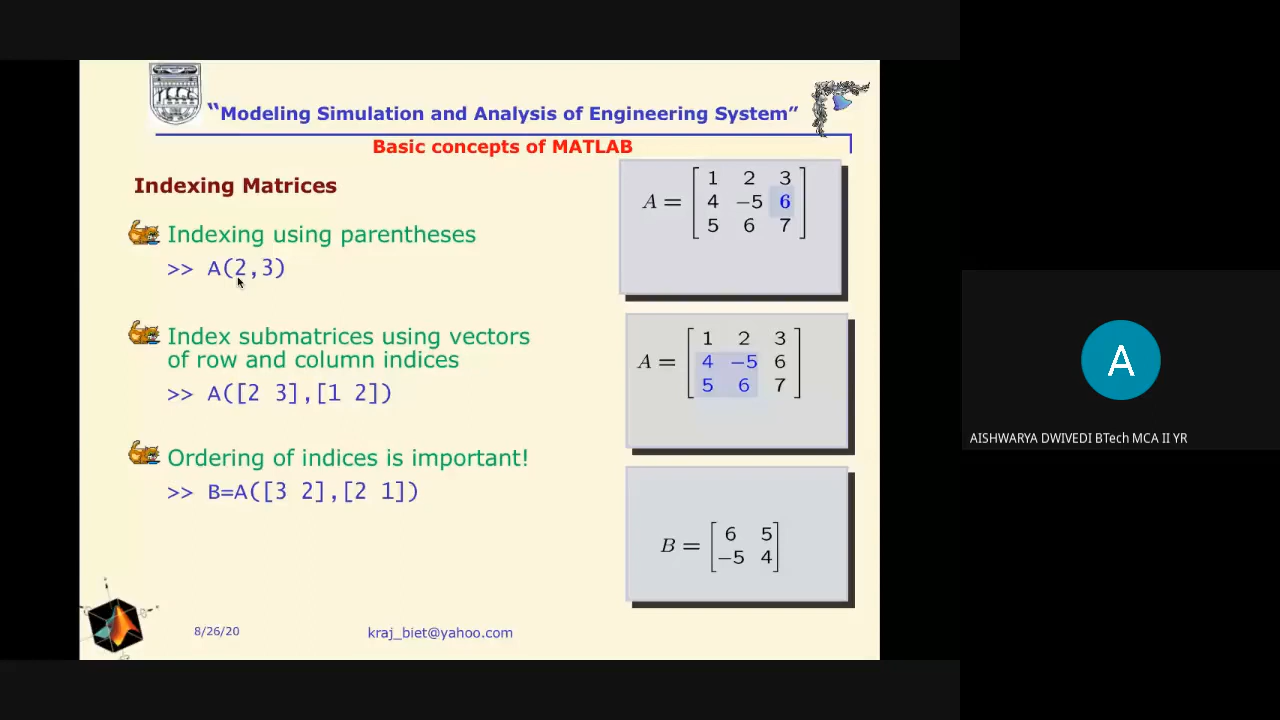 “Modeling Simulation and Analysis of Engineering System”
Basic concepts of MATLAB
Indexing Matrices
Indexing using parentheses
>> A(2,3)
A = [1 2 3
4 −5 6
5 6 7]
Index submatrices using vectors
of row and column indices
>> A([2 3],[1 2])
A = [1 2 3
4 −5 6
5 6 7]
Ordering of indices is important!
>> B=A([3 2],[2 1])
B = [6 5
−5 4]
8/26/20
kraj_biet@yahoo.com
A
AISHWARYA DWIVEDI BTech MCA II YR